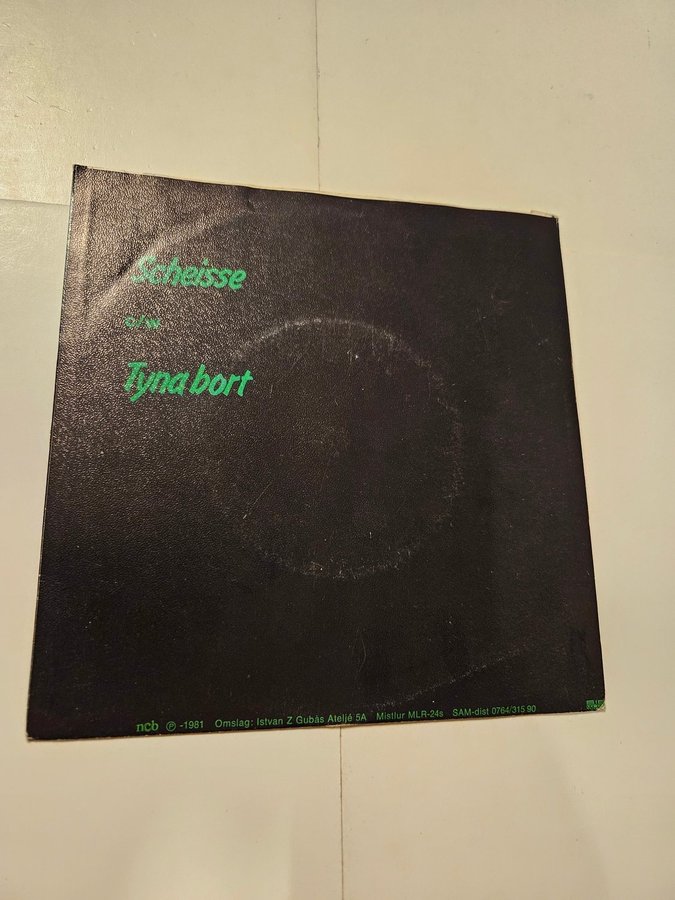 Scheisse
c/w
Tyna bort
ncb ℗ -1981 Omslag: Istvan Z Gubás Ateljé 5A Mistlur MLR-24s SAM-dist 0764/315 90